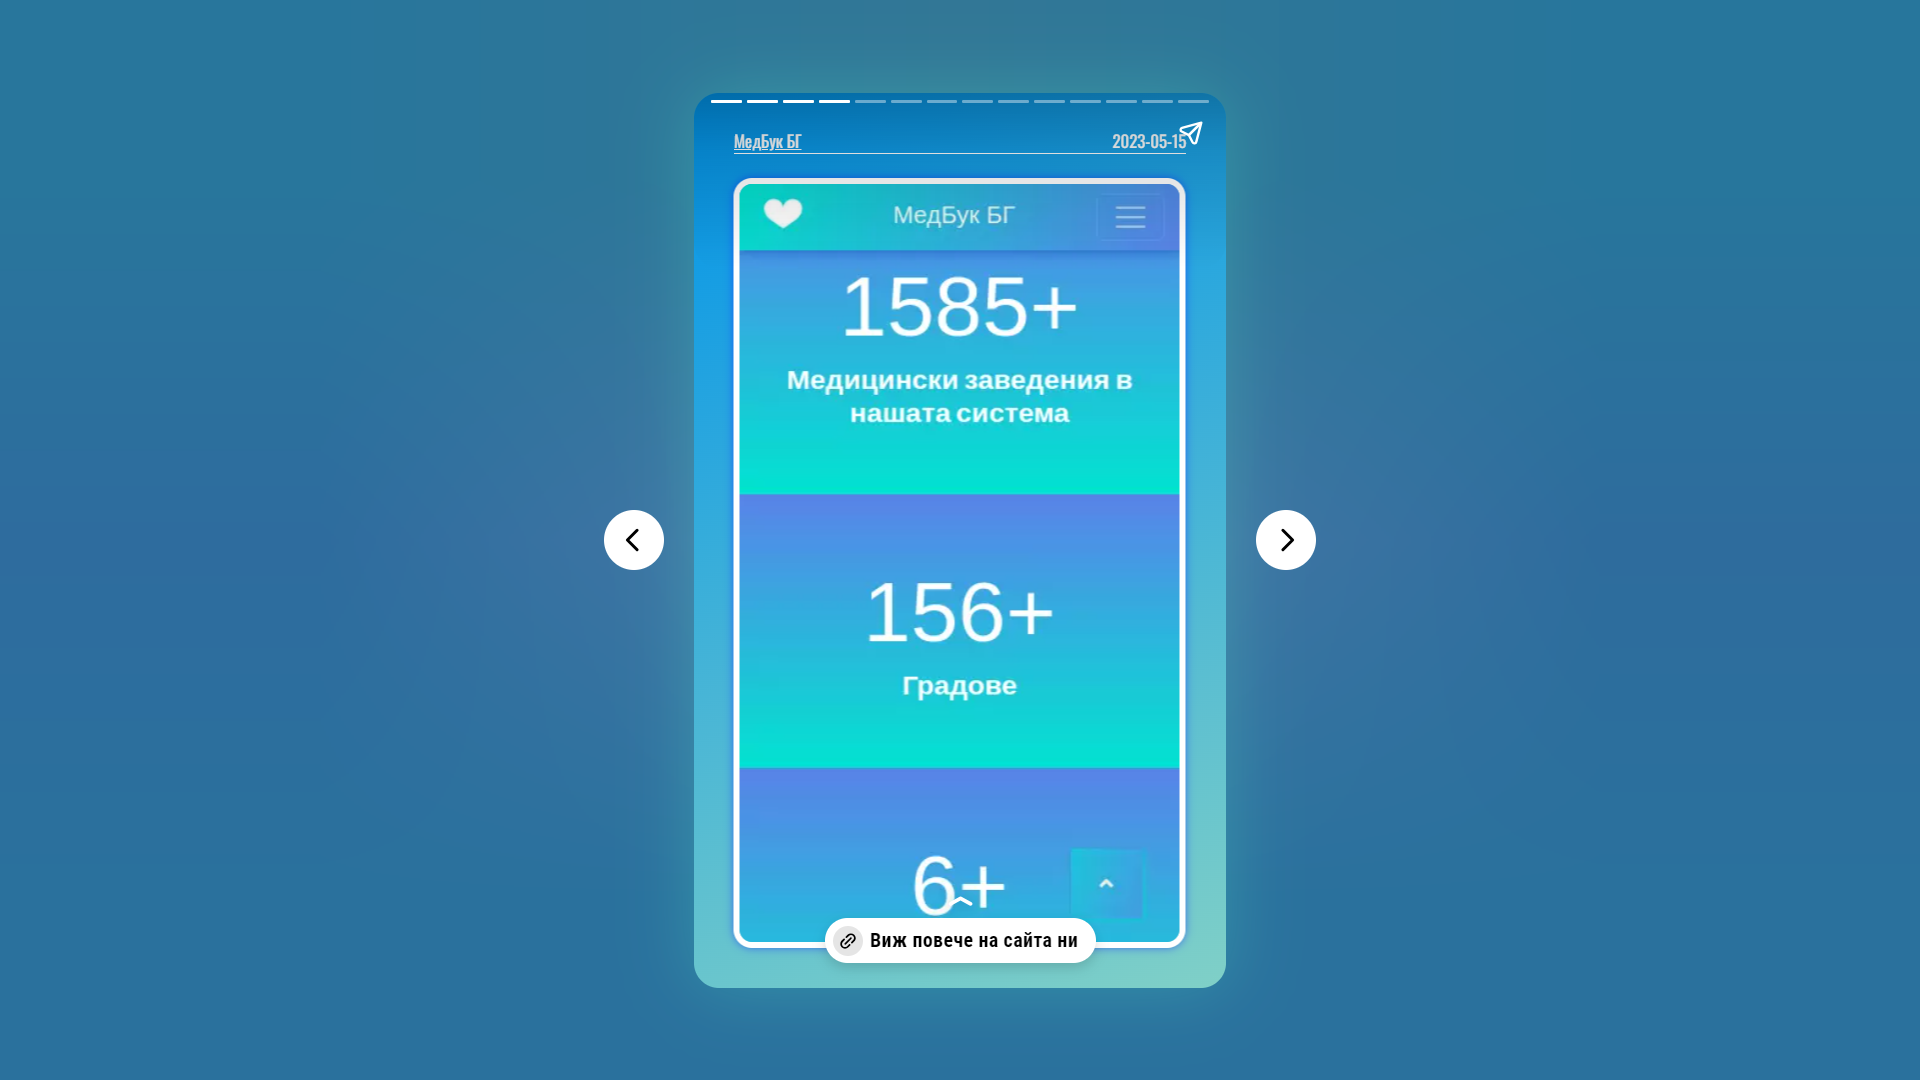 МедБук БГ
2023-05-15
МедБук БГ
1585+
Медицински заведения в
нашата система
156+
Градове
6+
Виж повече на сайта ни